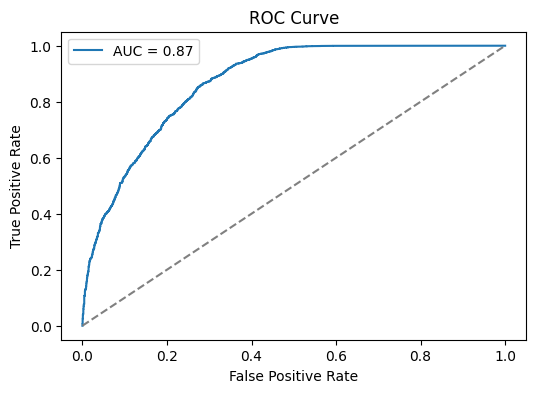 ROC Curve
AUC = 0.87
True Positive Rate
1.0
0.8
0.6
0.4
0.2
0.0
0.0 0.2 0.4 0.6 0.8 1.0
False Positive Rate